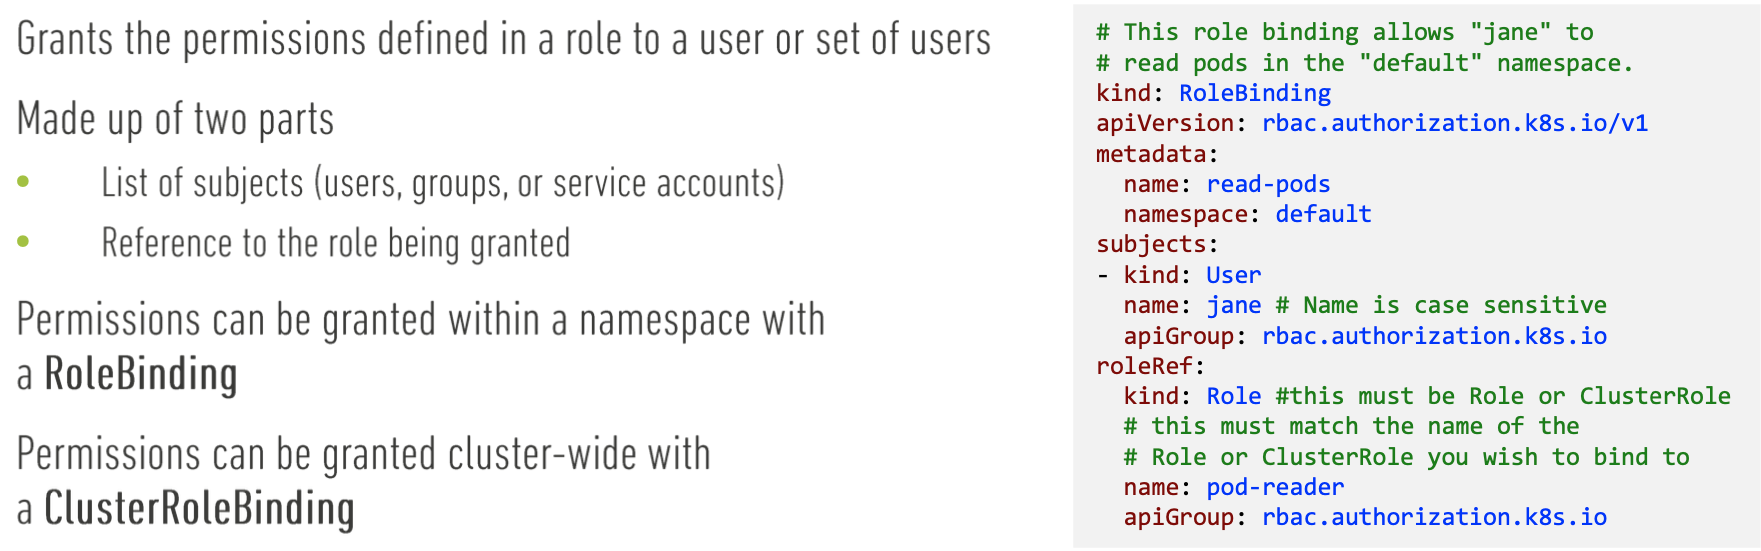 Grants the permissions defined in a role to a user or set of users
Made up of two parts
• List of subjects (users, groups, or service accounts)
• Reference to the role being granted
Permissions can be granted within a namespace with
a RoleBinding
Permissions can be granted cluster-wide with
a ClusterRoleBinding
# This role binding allows "jane" to
# read pods in the "default" namespace.
kind: RoleBinding
apiVersion: rbac.authorization.k8s.io/v1
metadata:
  name: read-pods
  namespace: default
subjects:
- kind: User
  name: jane # Name is case sensitive
  apiGroup: rbac.authorization.k8s.io
roleRef:
  kind: Role #this must be Role or ClusterRole
  # this must match the name of the
  # Role or ClusterRole you wish to bind to
  name: pod-reader
  apiGroup: rbac.authorization.k8s.io